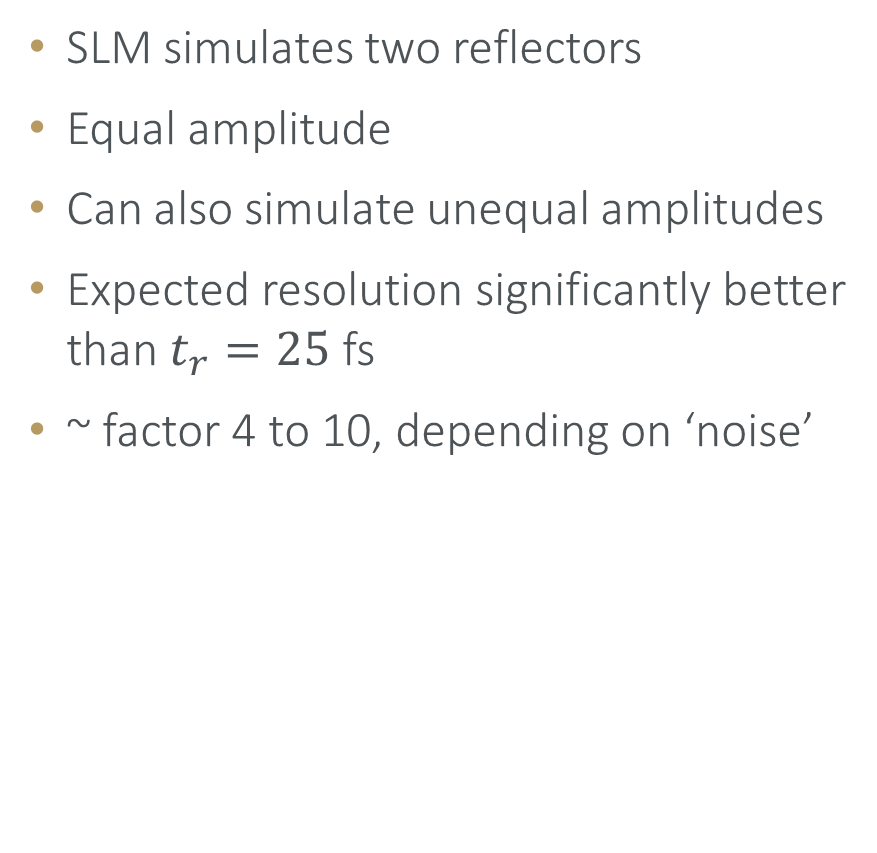 • SLM simulates two reflectors
• Equal amplitude
• Can also simulate unequal amplitudes
• Expected resolution significantly better
than 𝑡𝑟 = 25 fs
• ~ factor 4 to 10, depending on ‘noise’